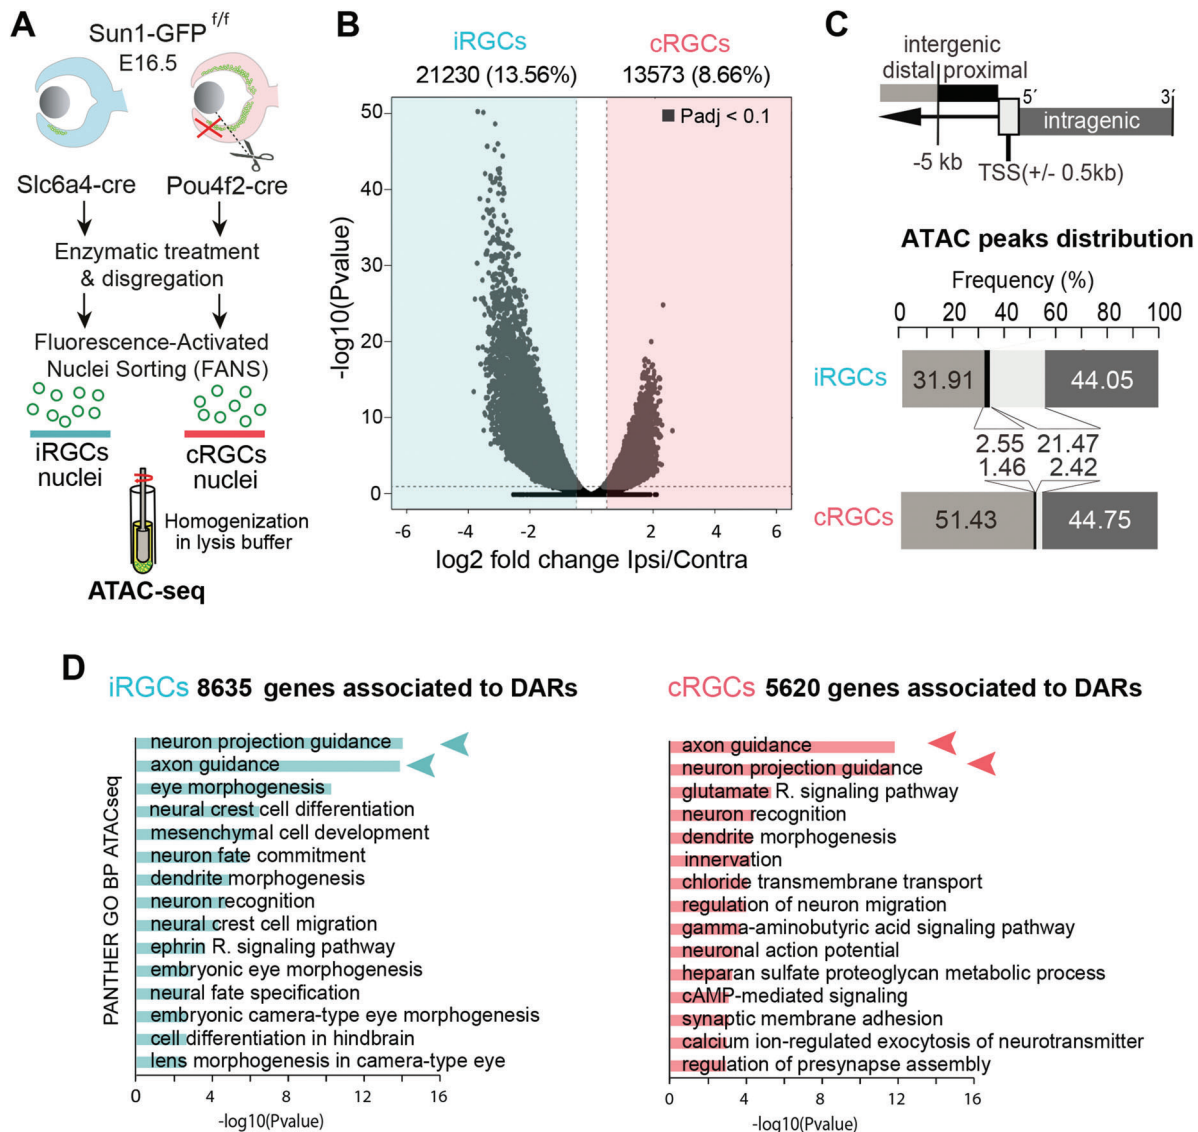 A
Sun1-GFP f/f
E16.5
Slc6a4-cre
Pou4f2-cre
Enzymatic treatment
& disgregation
Fluorescence-Activated
Nuclei Sorting (FANS)
iRGCs
nuclei
cRGCs
nuclei
Homogenization
in lysis buffer
ATAC-seq
B
iRGCs
21230 (13.56%)
cRGCs
13573 (8.66%)
Padj < 0.1
-log10(Pvalue)
50
40
30
20
10
0
-6
-4
-2
0
2
4
6
log2 fold change Ipsi/Contra
C
intergenic
distal
proximal
5´
3´
intragenic
-5 kb
TSS(+/- 0.5kb)
ATAC peaks distribution
Frequency (%)
0
20
40
60
80
100
iRGCs
31.91
44.05
2.55
21.47
1.46
2.42
cRGCs
51.43
44.75
D
iRGCs 8635 genes associated to DARs
PANTHER GO BP ATACseq
neuron projection guidance
axon guidance
eye morphogenesis
neural crest cell differentiation
mesenchymal cell development
neuron fate commitment
dendrite morphogenesis
neuron recognition
neural crest cell migration
ephrin R. signaling pathway
embryonic eye morphogenesis
neural fate specification
embryonic camera-type eye morphogenesis
cell differentiation in hindbrain
lens morphogenesis in camera-type eye
0
4
8
12
16
-log10(Pvalue)
cRGCs 5620 genes associated to DARs
axon guidance
neuron projection guidance
glutamate R. signaling pathway
neuron recognition
dendrite morphogenesis
innervation
chloride transmembrane transport
regulation of neuron migration
gamma-aminobutyric acid signaling pathway
neuronal action potential
heparan sulfate proteoglycan metabolic process
cAMP-mediated signaling
synaptic membrane adhesion
calcium ion-regulated exocytosis of neurotransmitter
regulation of presynapse assembly
0
4
8
12
16
-log10(Pvalue)